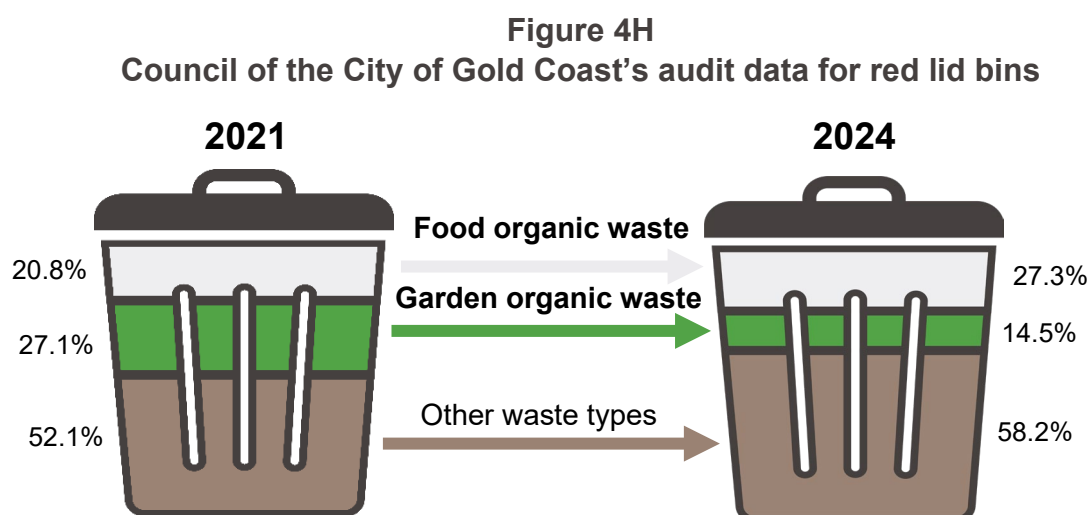 Figure 4H
Council of the City of Gold Coast’s audit data for red lid bins
2021
2024
Food organic waste
20.8%
27.3%
Garden organic waste
27.1%
14.5%
Other waste types
52.1%
58.2%